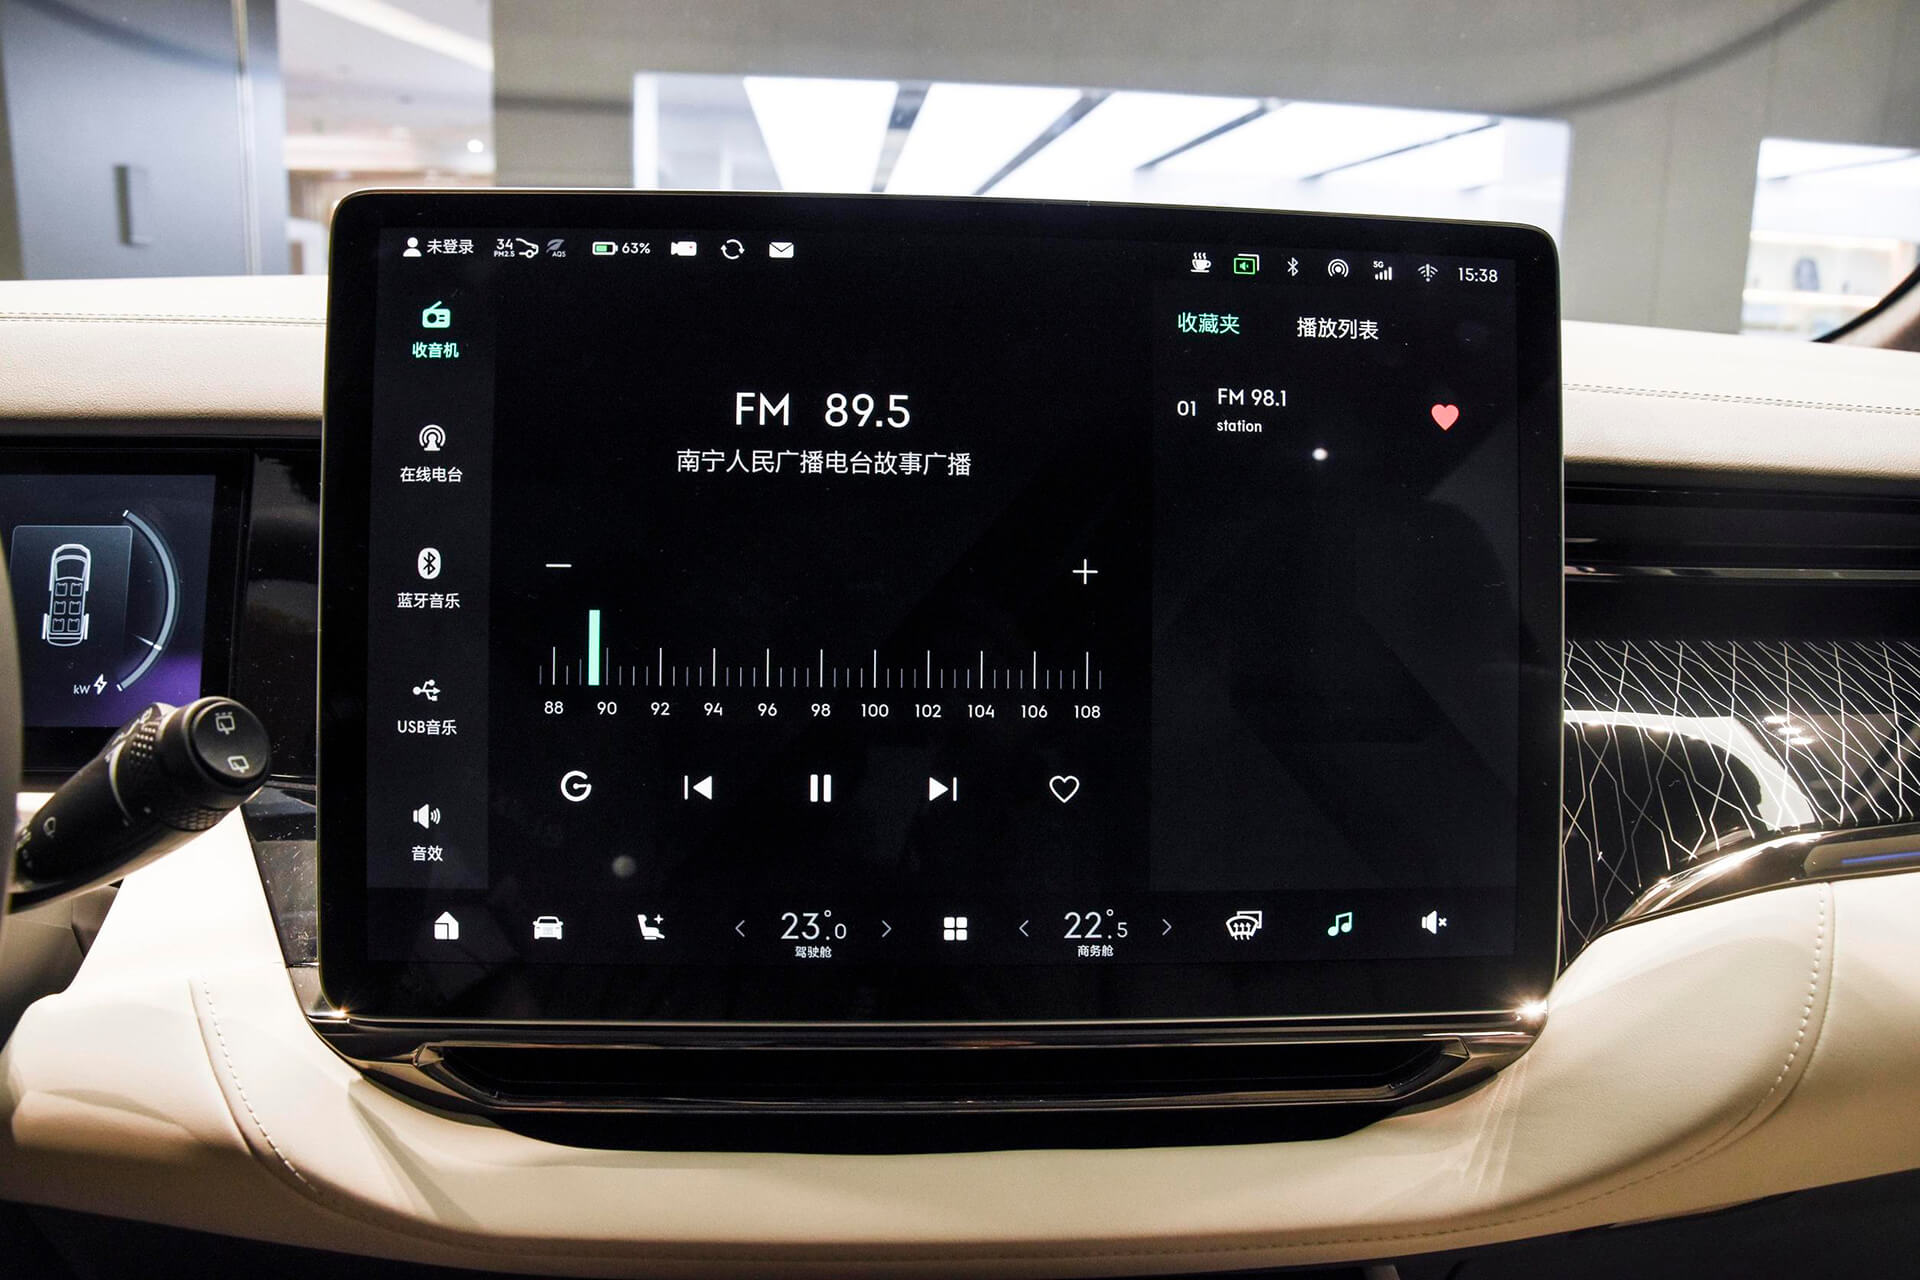 未登录
34
PM2.5
AQS
63%
5G
15:38
收音机
在线电台
蓝牙音乐
USB音乐
音效
FM 89.5
南宁人民广播电台故事广播
88 90 92 94 96 98 100 102 104 106 108
收藏夹 播放列表
01
FM 98.1
station
23.0°
驾驶舱
22.5°
商务舱
kW